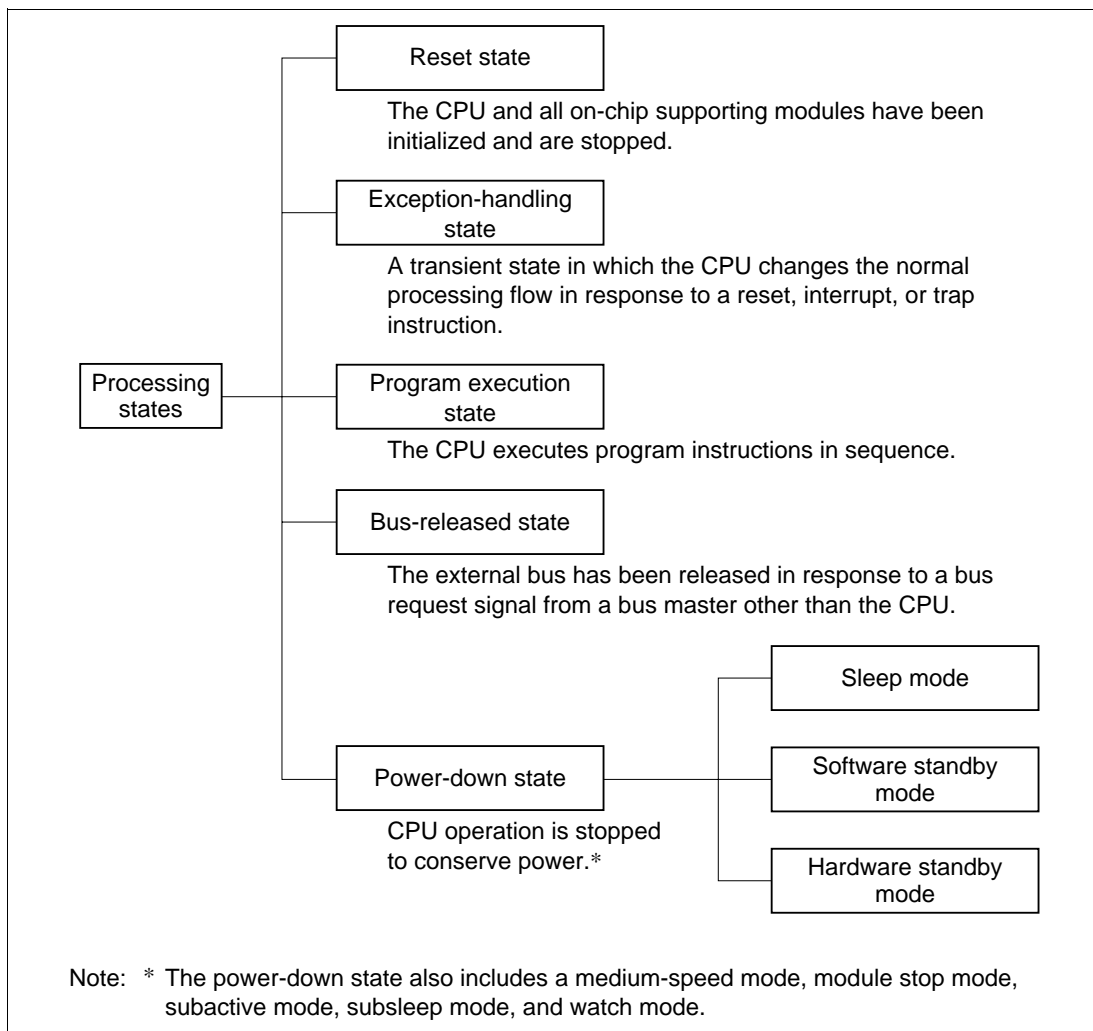 Reset state
The CPU and all on-chip supporting modules have been
initialized and are stopped.
Exception-handling
state
A transient state in which the CPU changes the normal
processing flow in response to a reset, interrupt, or trap
instruction.
Processing
states
Program execution
state
The CPU executes program instructions in sequence.
Bus-released state
The external bus has been released in response to a bus
request signal from a bus master other than the CPU.
Sleep mode
Power-down state
Software standby
mode
CPU operation is stopped
to conserve power.*
Hardware standby
mode
Note: * The power-down state also includes a medium-speed mode, module stop mode,
subactive mode, subsleep mode, and watch mode.